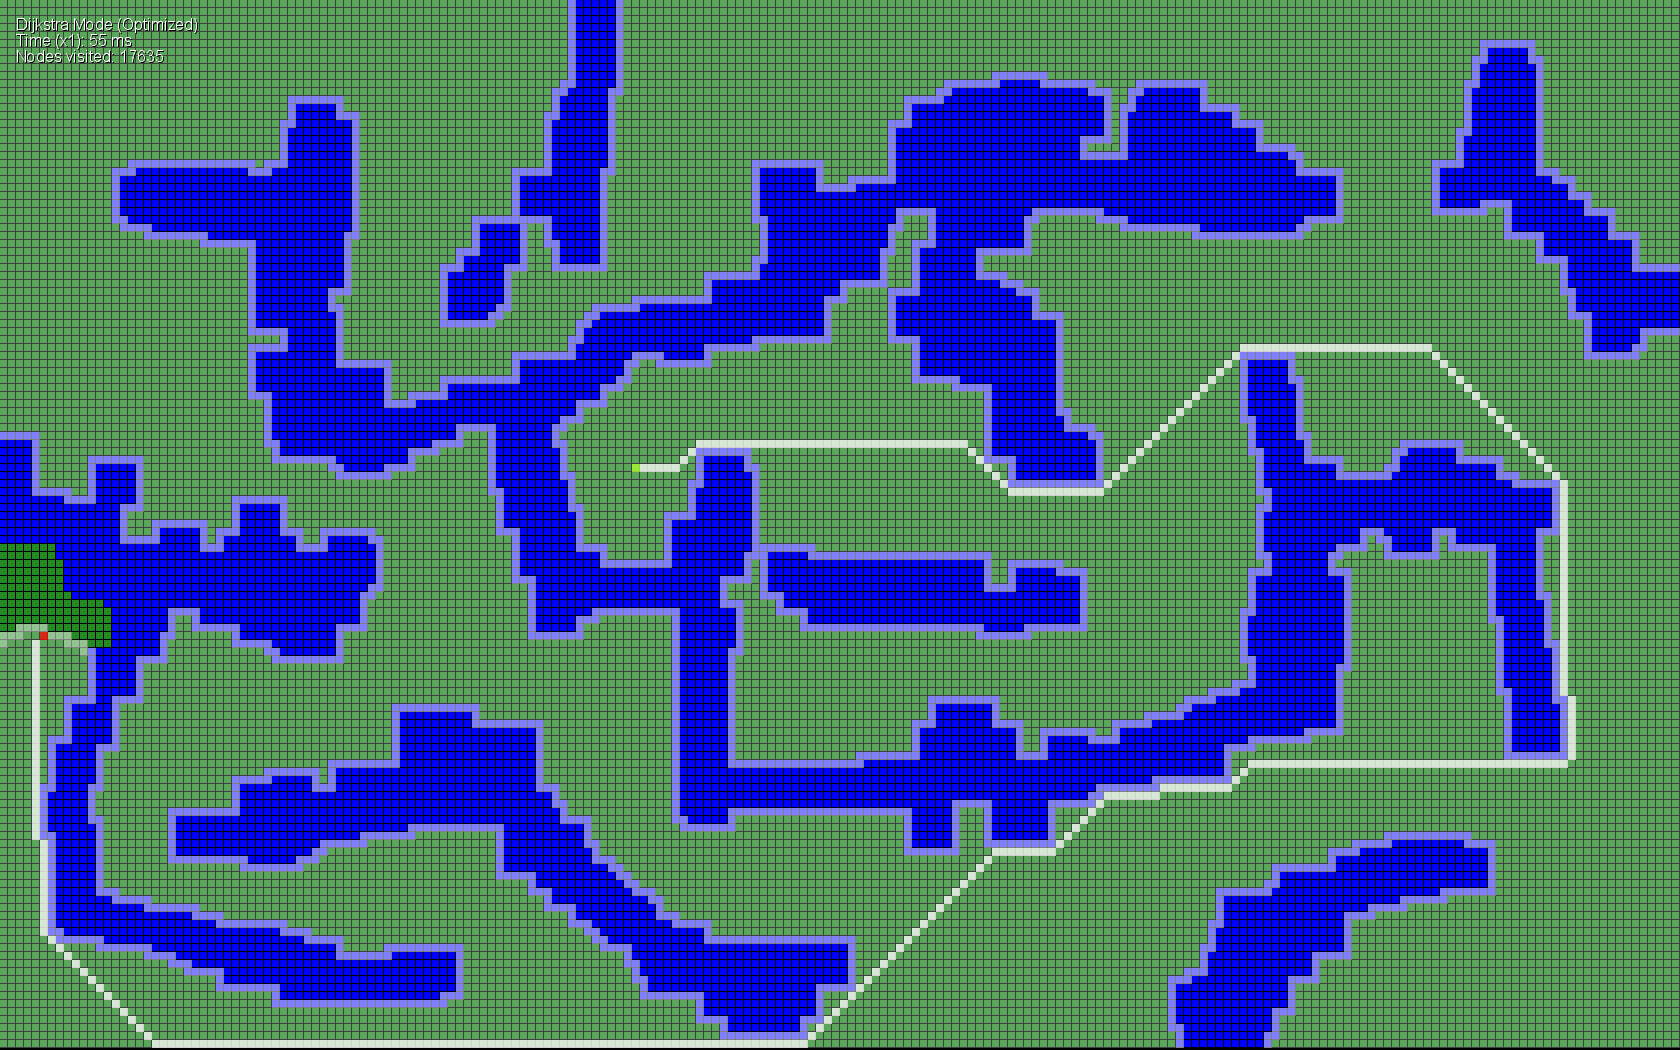 Dijkstra Mode (Optimized)
Time (x1): 55 ms
Nodes visited: 17635